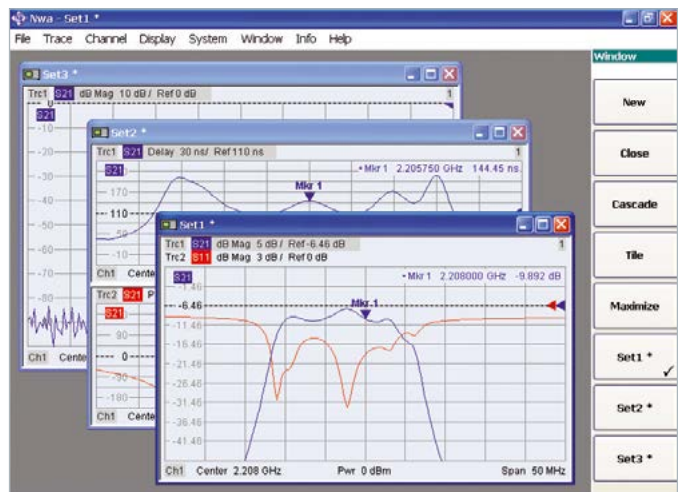 Nwa - Set1 *
File Trace Channel Display System Window Info Help
Window
New
Close
Cascade
Tile
Maximize
Set1 *
Set2 *
Set3 *
Set3 *
Trc1 S21 dB Mag 10 dB / Ref 0 dB 1
0
S21
-10
-20
-30
-40
-50
-60
-70
-80
Ch1 Cente
Set2 *
Trc1 S21 Delay 30 ns/ Ref 110 ns 1
S21
• Mkr 1 2.205750 GHz 144.45 ns
Mkr 1
170
110
50
-10
Ch1 Cente
Trc2 S21 P
S21
90
0
-90
-180
Ch1 Cente
Set1 *
Trc1 S21 dB Mag 5 dB / Ref -6.46 dB 1
Trc2 S11 dB Mag 3 dB / Ref 0 dB
S21
• Mkr 1 2.208000 GHz -9.892 dB
-1.46
Mkr 1
-6.46
-11.46
-16.46
-21.46
-26.46
-31.46
-36.46
-41.46
Ch1 Center 2.208 GHz Pwr 0 dBm Span 50 MHz